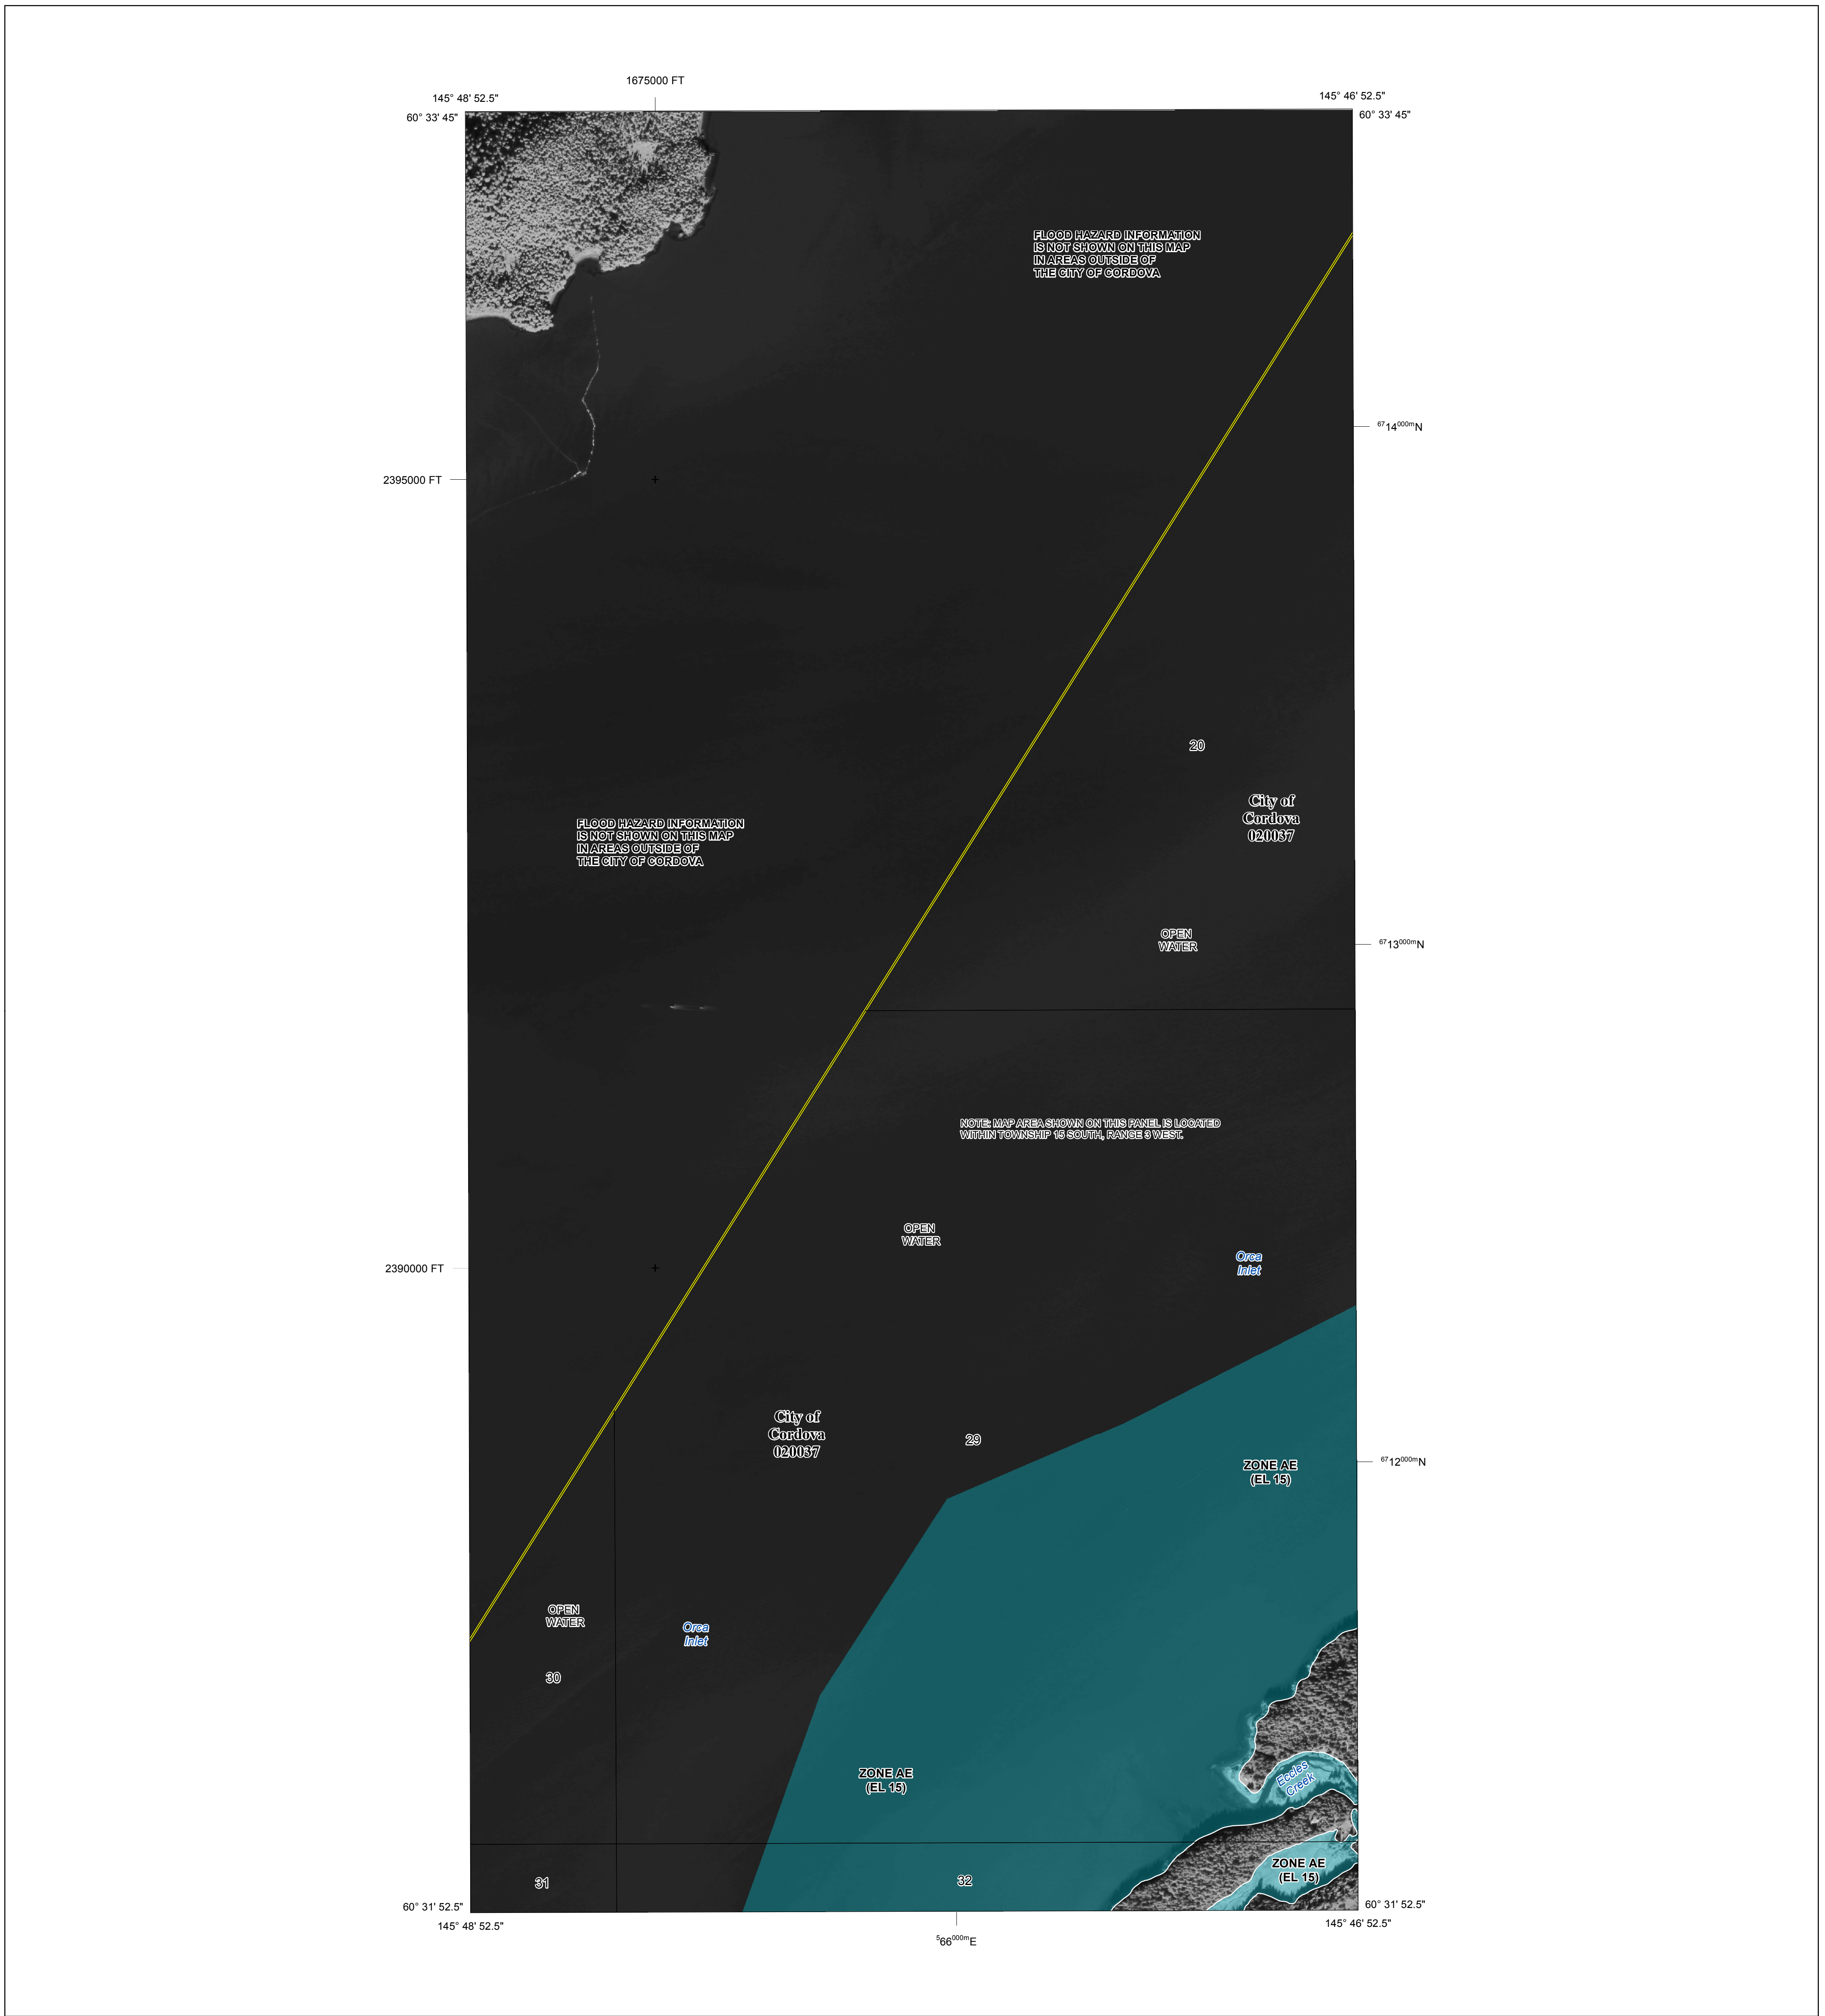 1675000 FT
145° 48' 52.5"
145° 46' 52.5"
60° 33' 45"
60° 33' 45"
FLOOD HAZARD INFORMATION
IS NOT SHOWN ON THIS MAP
IN AREAS OUTSIDE OF
THE CITY OF CORDOVA
6714000mN
2395000 FT
20
City of
Cordova
020037
FLOOD HAZARD INFORMATION
IS NOT SHOWN ON THIS MAP
IN AREAS OUTSIDE OF
THE CITY OF CORDOVA
OPEN
WATER
6713000mN
NOTE: MAP AREA SHOWN ON THIS PANEL IS LOCATED
WITHIN TOWNSHIP 15 SOUTH, RANGE 3 WEST.
OPEN
WATER
Orca
Inlet
2390000 FT
City of
Cordova
020037
29
ZONE AE
(EL 15)
6712000mN
OPEN
WATER
Orca
Inlet
30
ZONE AE
(EL 15)
Eccles
Creek
ZONE AE
(EL 15)
31
32
60° 31' 52.5"
60° 31' 52.5"
145° 48' 52.5"
145° 46' 52.5"
566000mE